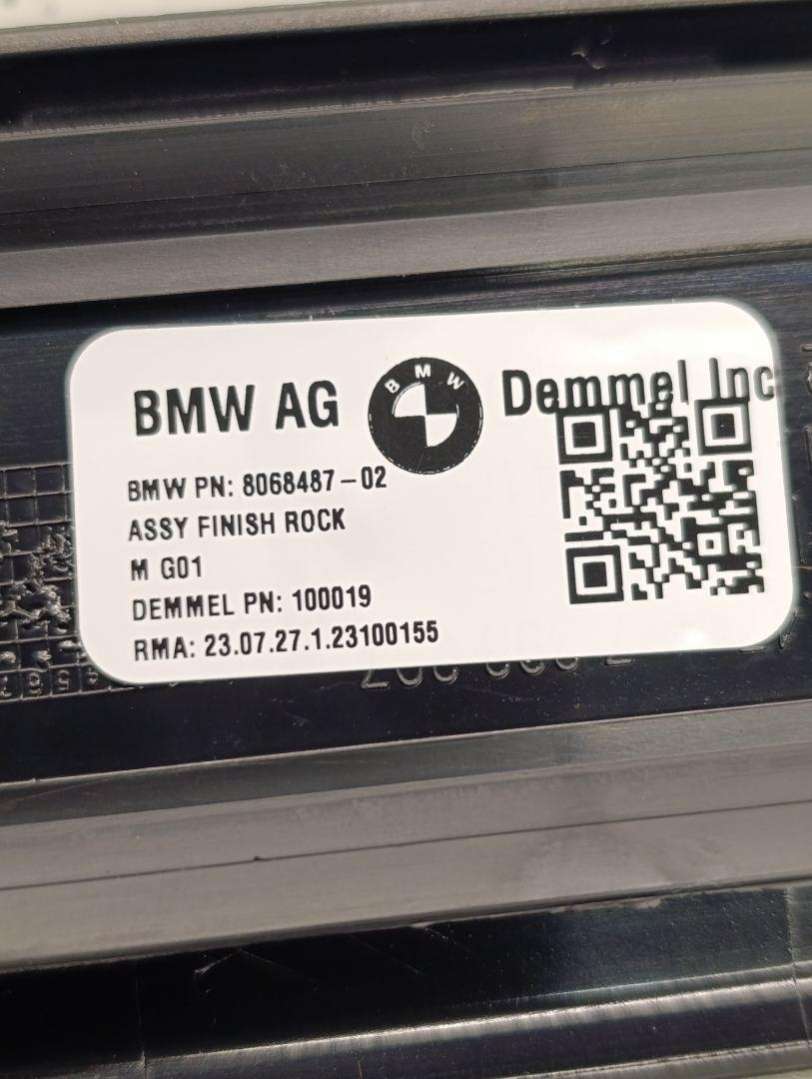 BMW AG
BMW
Demmel Inc
BMW PN: 8068487-02
ASSY FINISH ROCK
M G01
DEMMEL PN: 100019
RMA: 23.07.27.1.23100155